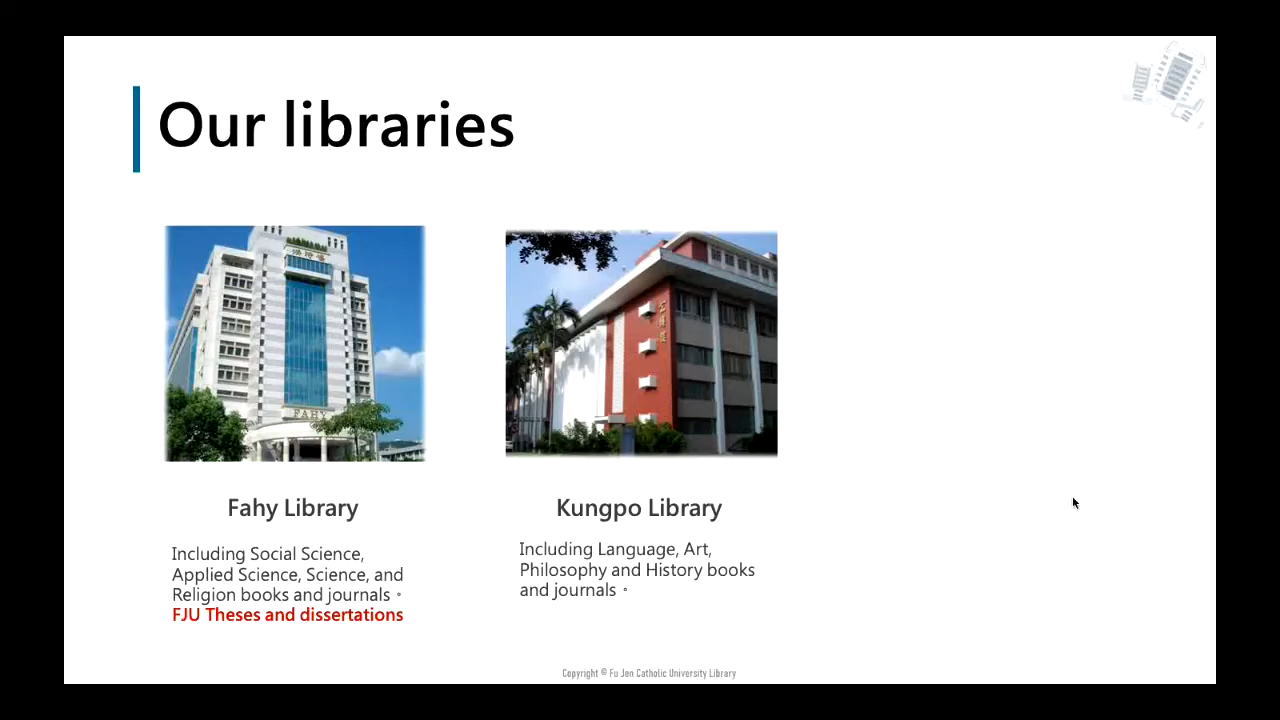 Our libraries
FAHY
Fahy Library
Including Social Science,
Applied Science, Science, and
Religion books and journals。
FJU Theses and dissertations
Kungpo Library
Including Language, Art,
Philosophy and History books
and journals。
Copyright © Fu Jen Catholic University Library